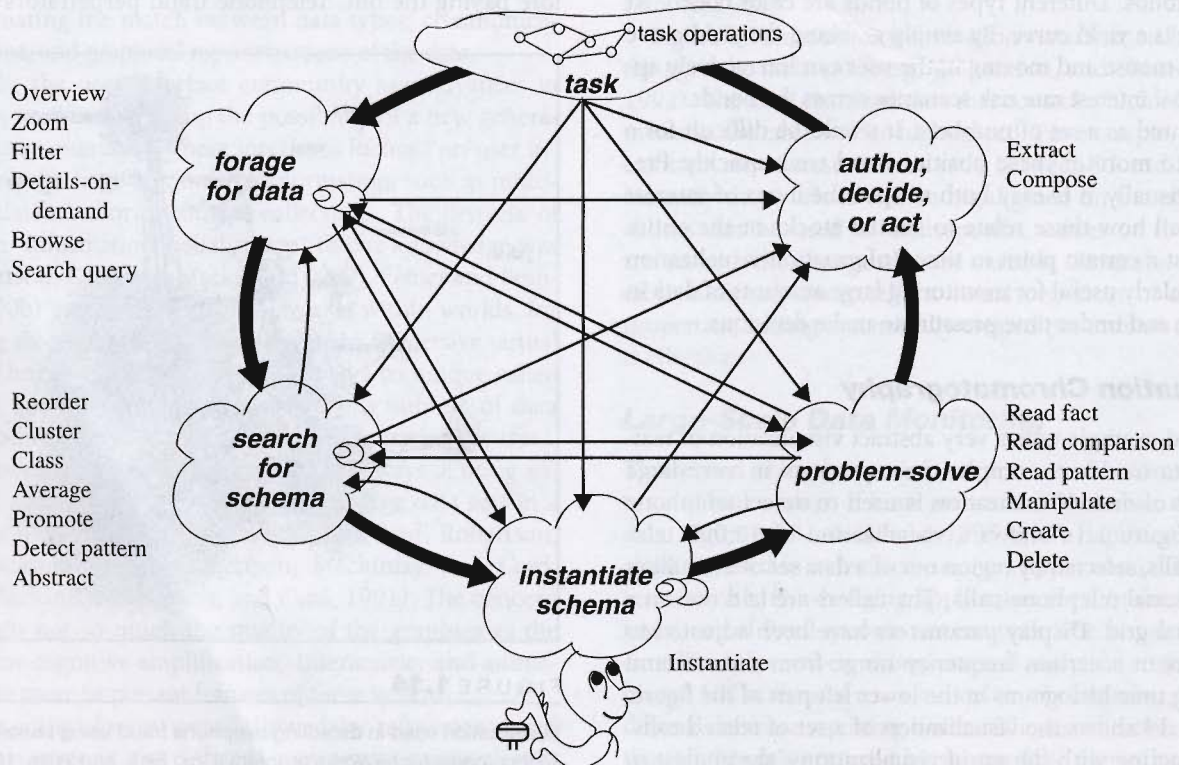 task operations
task
Overview
Zoom
Filter
Details-on-
demand
Browse
Search query
forage
for data
author,
decide
or act
Extract
Compose
Reorder
Cluster
Class
Average
Promote
Detect pattern
Abstract
search
for
schema
problem-solve
Read fact
Read comparison
Read pattern
Manipulate
Create
Delete
instantiate
schema
Instantiate